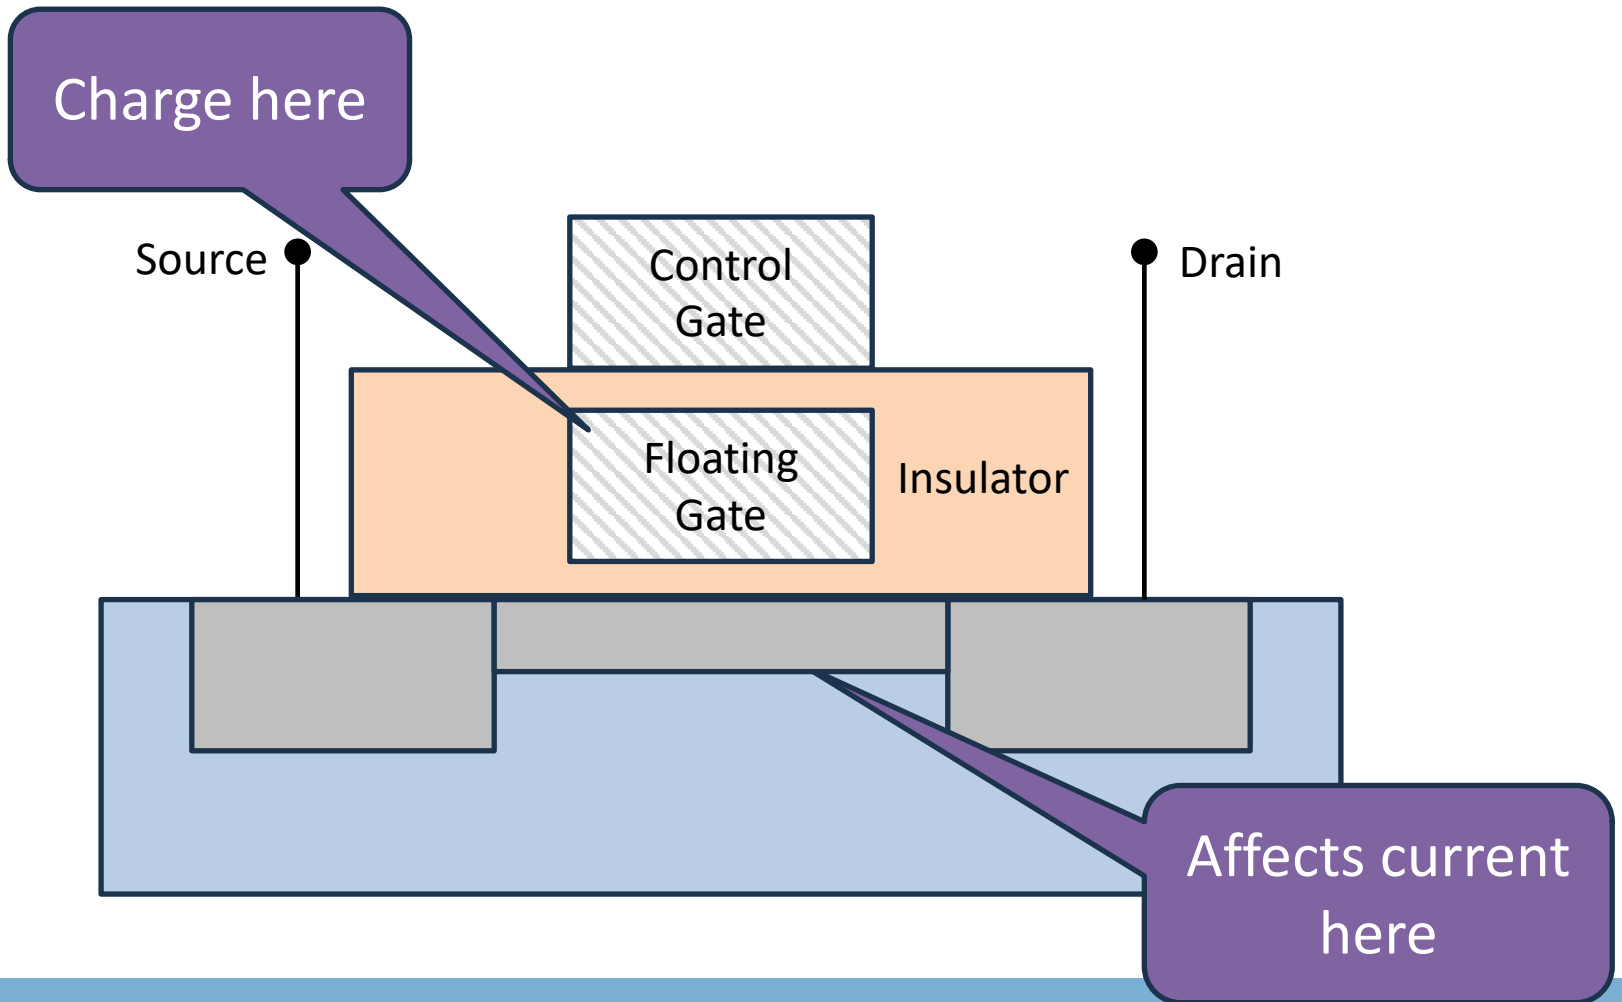 Charge here
Source
Control
Gate
Drain
Floating
Gate
Insulator
Affects current
here